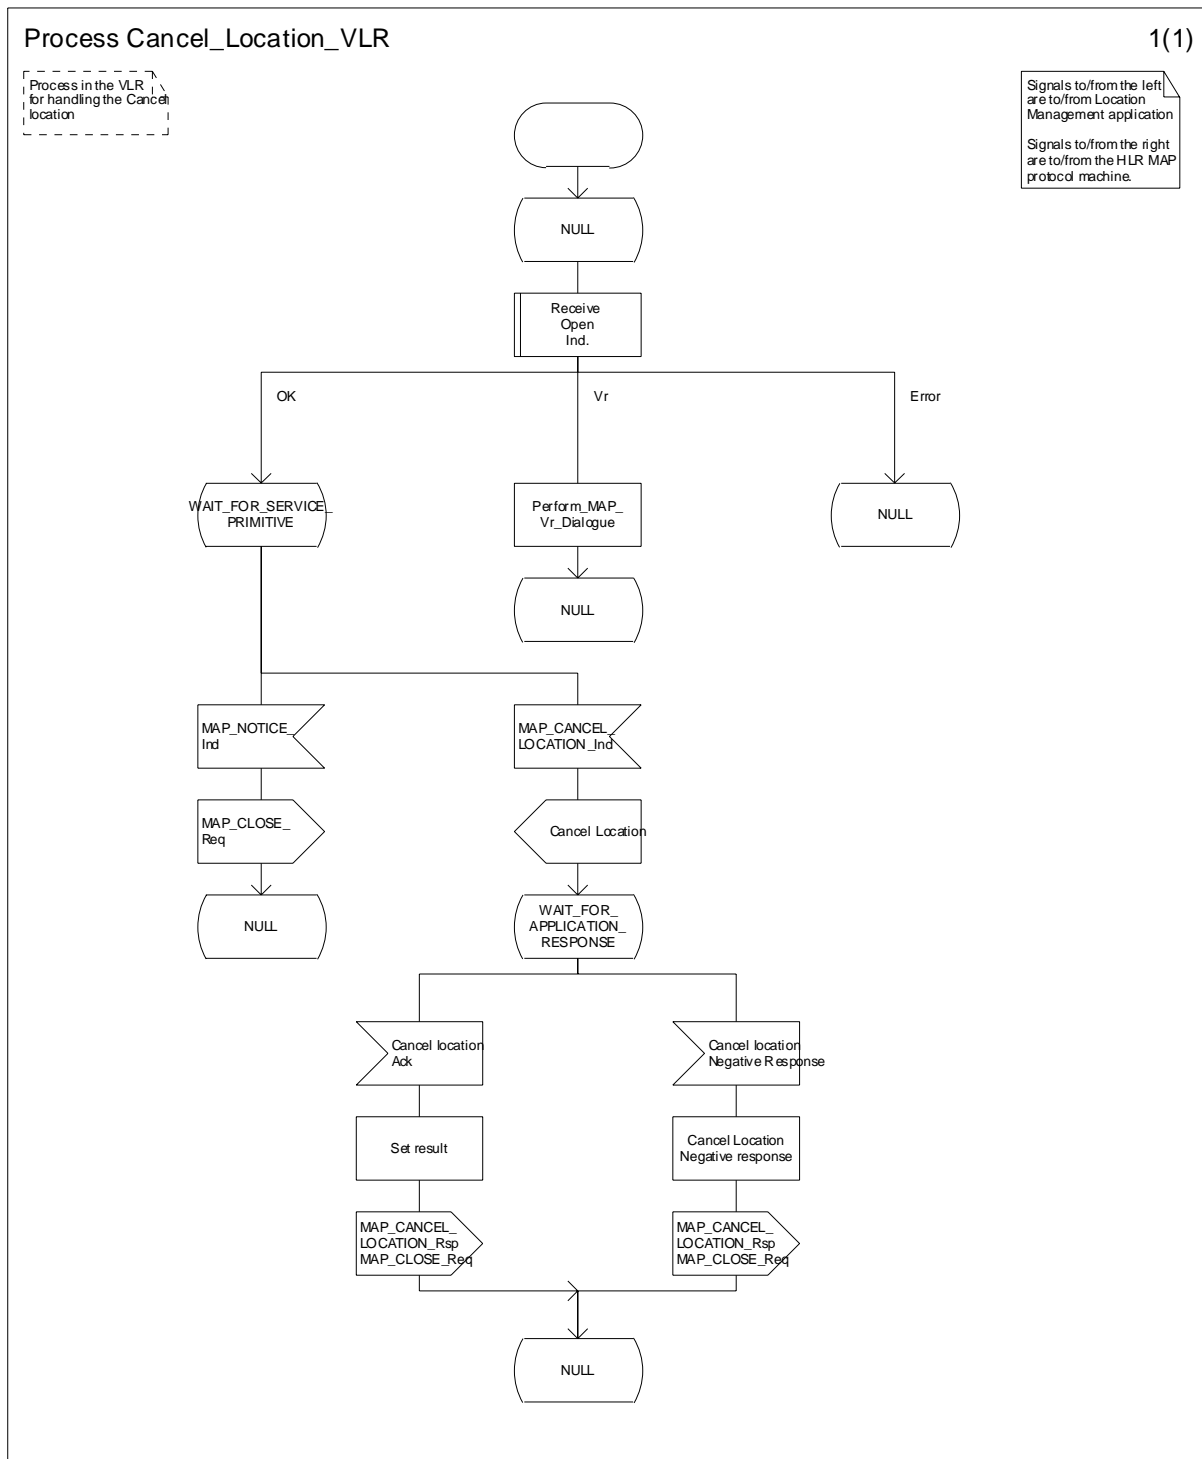 Process Cancel_Location_VLR
1(1)
Process in the VLR
for handling the Cancel
location
Signals to/from the left
are to/from Location
Management application
Signals to/from the right
are to/from the HLR MAP
protocol machine.
NULL
Receive
Open
Ind.
OK
Vr
Error
WAIT_FOR_SERVICE_
PRIMITIVE
Perform_MAP_
Vr_Dialogue
NULL
NULL
MAP_NOTICE_
Ind
MAP_CANCEL_
LOCATION_Ind
MAP_CLOSE_
Req
Cancel Location
NULL
WAIT_FOR_
APPLICATION_
RESPONSE
Cancel location
Ack
Cancel location
Negative Response
Set result
Cancel Location
Negative response
MAP_CANCEL_
LOCATION_Rsp
MAP_CLOSE_Req
MAP_CANCEL_
LOCATION_Rsp
MAP_CLOSE_Req
NULL